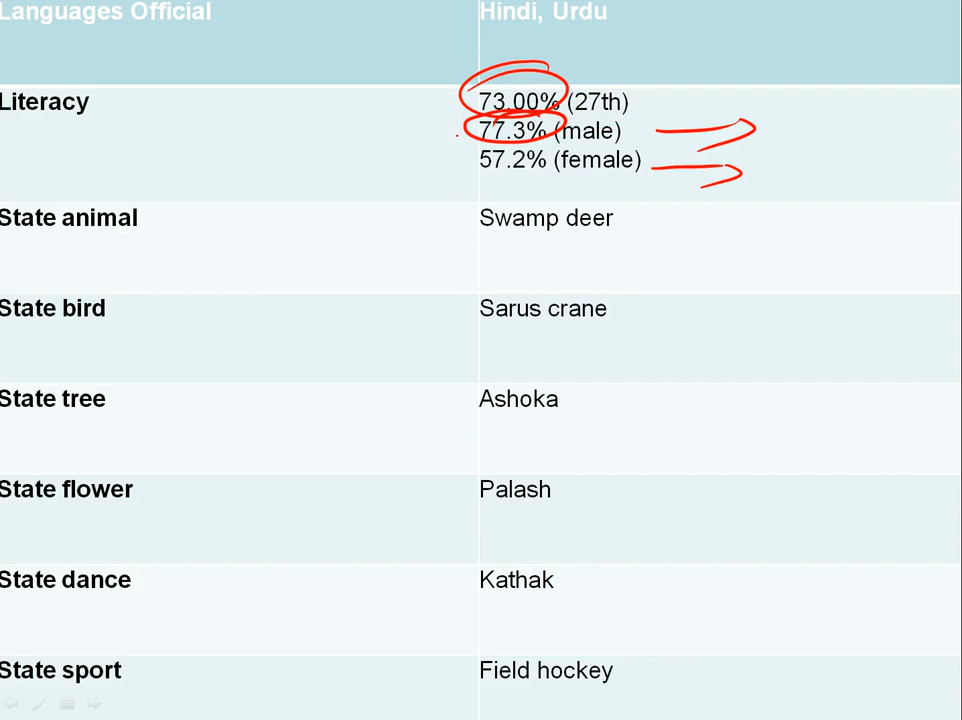 Languages Official
Hindi, Urdu
Literacy
73.00% (27th)
77.3% (male)
57.2% (female)
State animal
Swamp deer
State bird
Sarus crane
State tree
Ashoka
State flower
Palash
State dance
Kathak
State sport
Field hockey